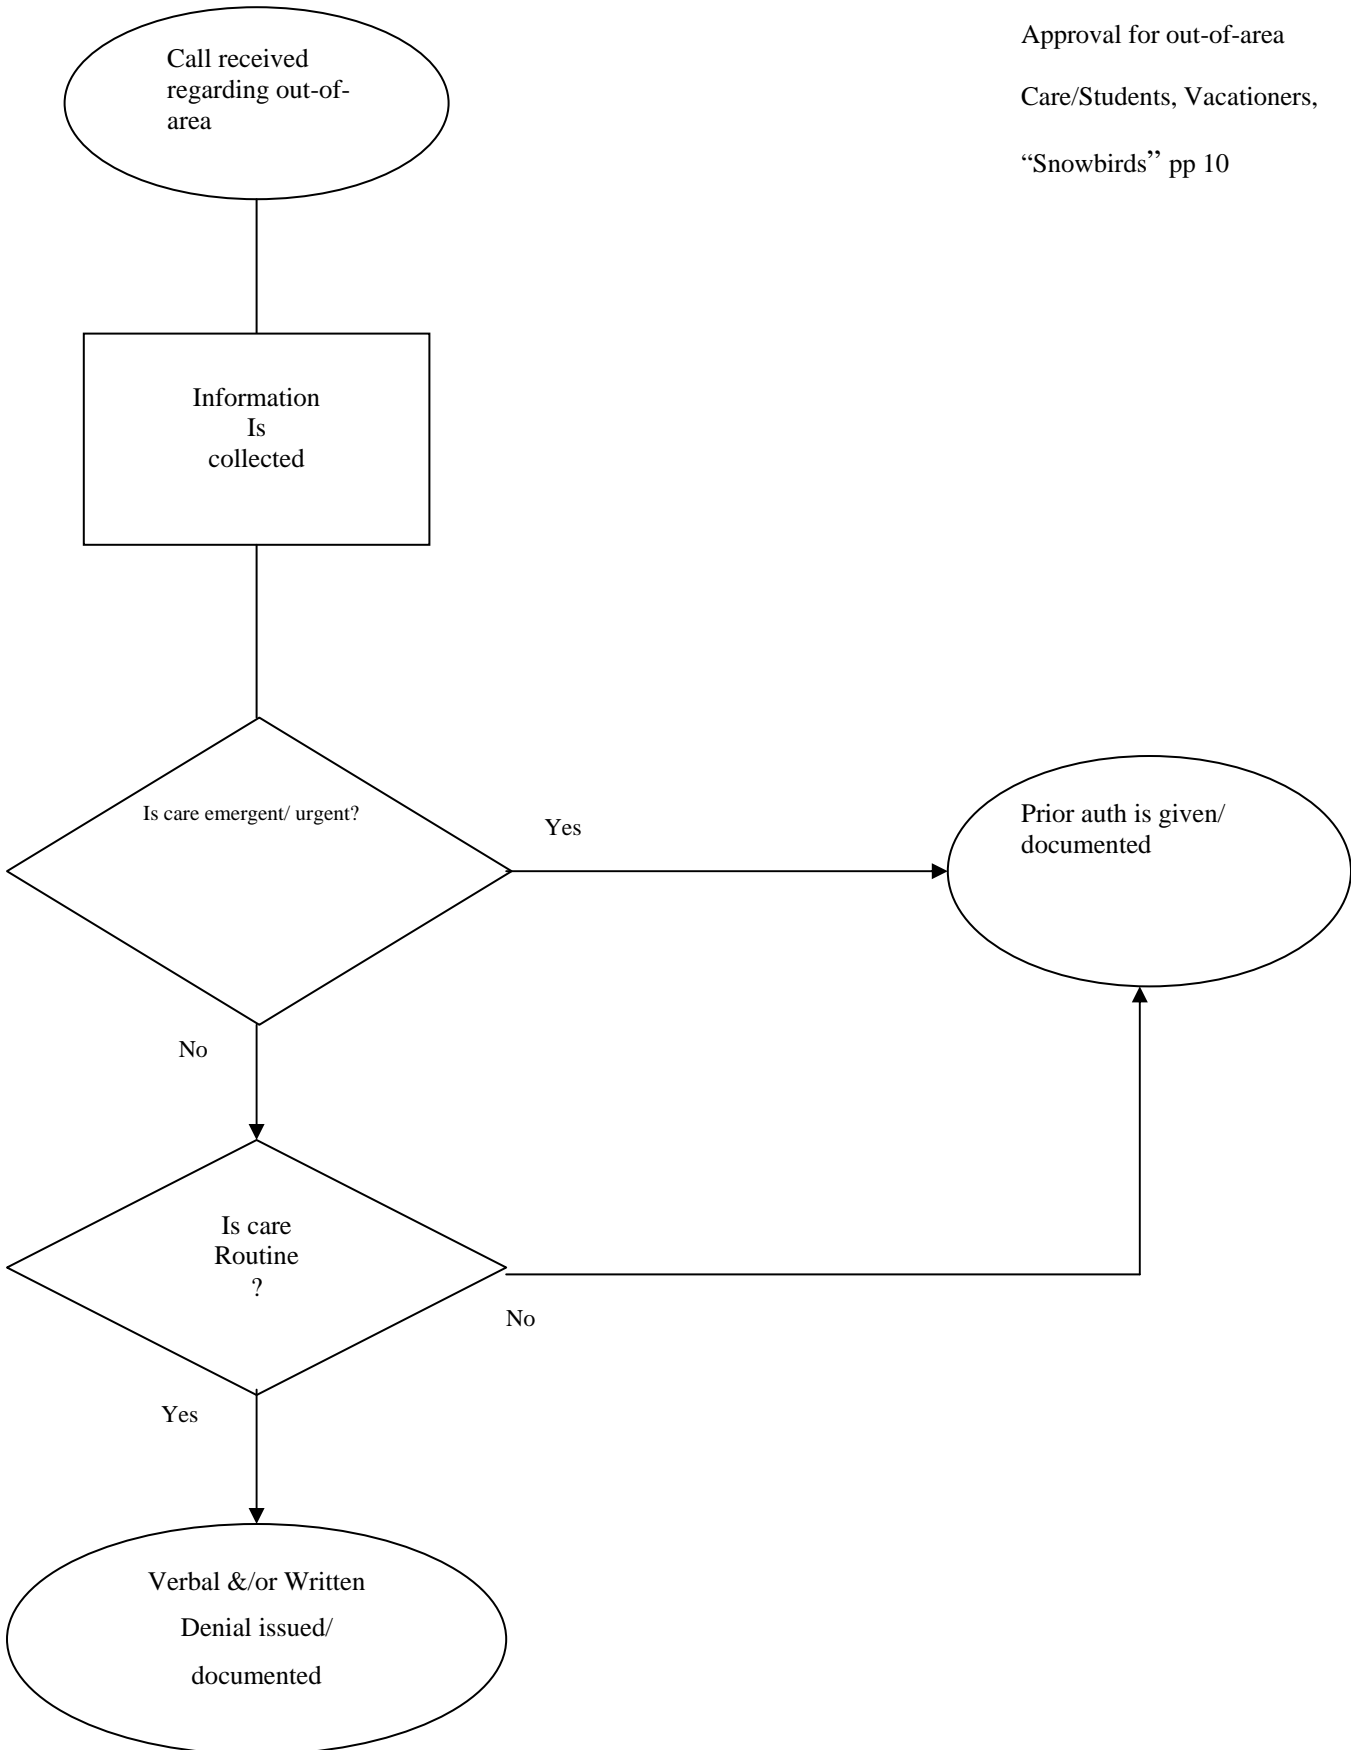 Call received
regarding out-of-
area
Approval for out-of-area
Care/Students, Vacationers,
“Snowbirds” pp 10
Information
Is
collected
Is care emergent/ urgent?
Yes
Prior auth is given/
documented
No
Is care
Routine
?
No
Yes
Verbal &/or Written
Denial issued/
documented